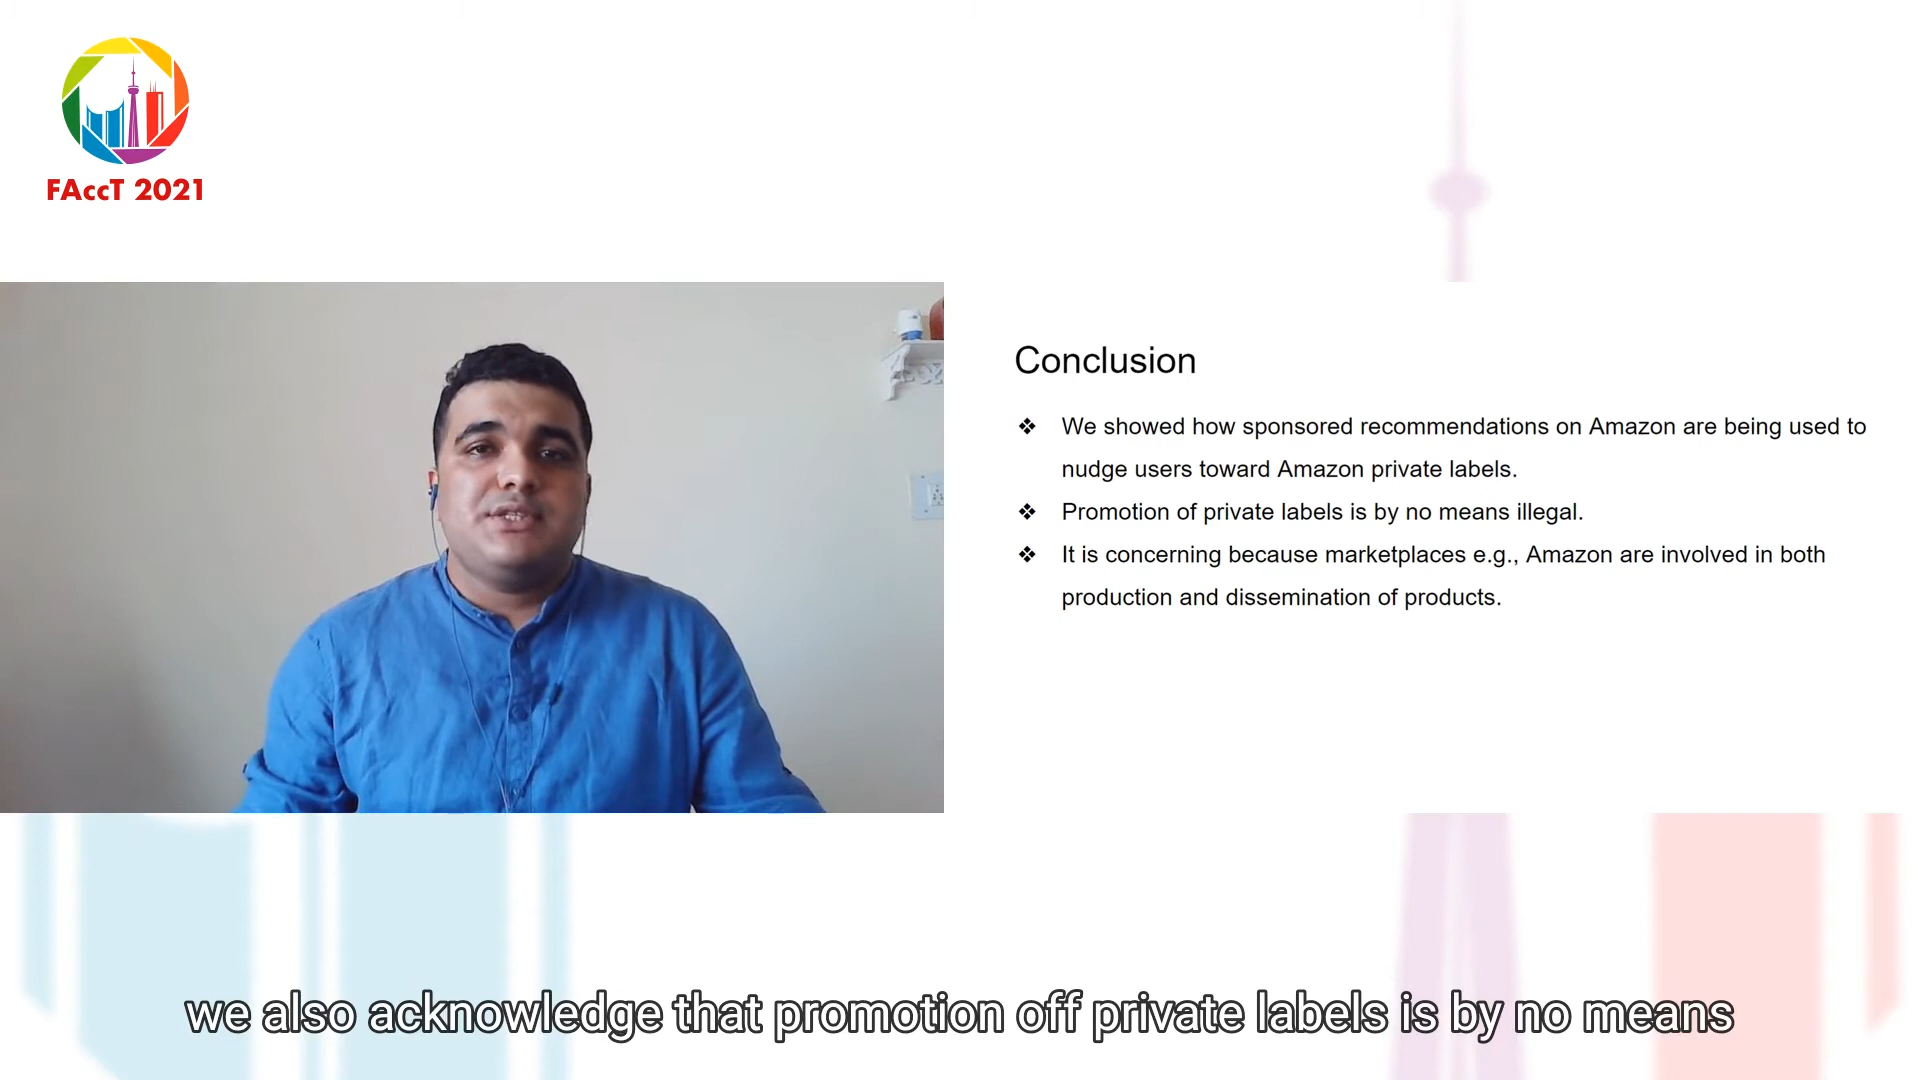 FAccT 2021
Conclusion
❖ We showed how sponsored recommendations on Amazon are being used to
nudge users toward Amazon private labels.
❖ Promotion of private labels is by no means illegal.
❖ It is concerning because marketplaces e.g., Amazon are involved in both
production and dissemination of products.
we also acknowledge that promotion off private labels is by no means